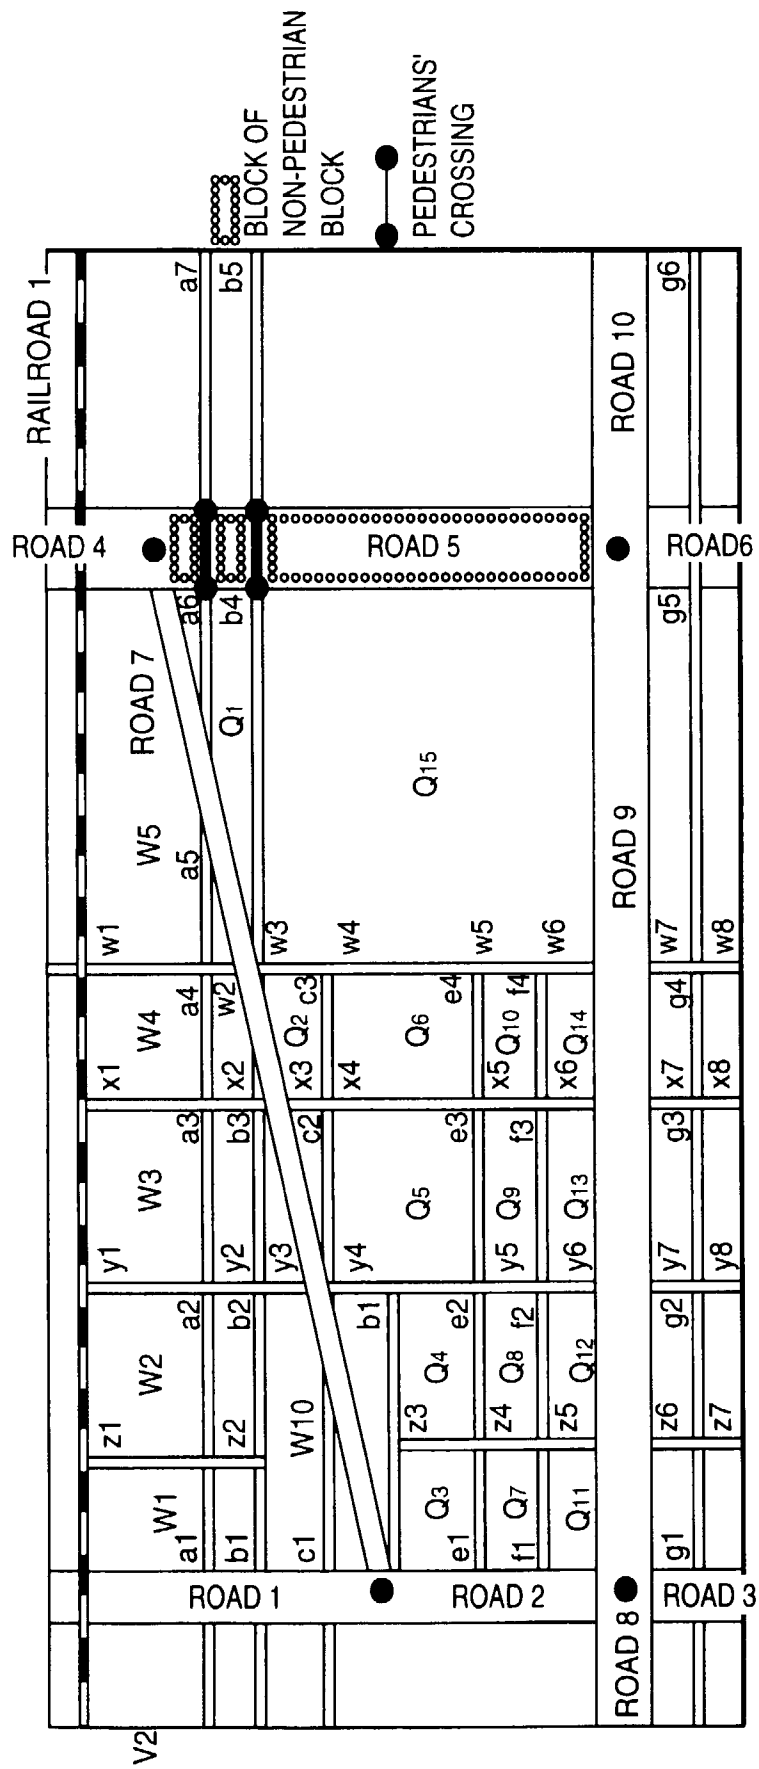 RAILROAD 1
ROAD 4
ROAD 5
ROAD6
ROAD 7
ROAD 10
ROAD 9
ROAD 1
ROAD 2
ROAD 8
ROAD 3
BLOCK OF
NON-PEDESTRIAN
BLOCK
PEDESTRIANS'
CROSSING
V2
W1
W2
W3
W4
W5
W10
z1
y1
x1
w1
a1
a2
a3
a4
a5
a6
a7
z2
y2
x2
w2
b1
b2
b3
b4
b5
Q1
y3
x3
w3
c1
c2
c3
Q2
b1
y4
x4
w4
Q3
Q4
Q5
Q6
Q15
z3
e1
e2
e3
e4
z4
y5
x5
w5
Q7
Q8
Q9
Q10
f1
f2
f3
f4
z5
y6
x6
w6
Q11
Q12
Q13
Q14
z6
y7
x7
w7
g1
g2
g3
g4
g5
g6
z7
y8
x8
w8